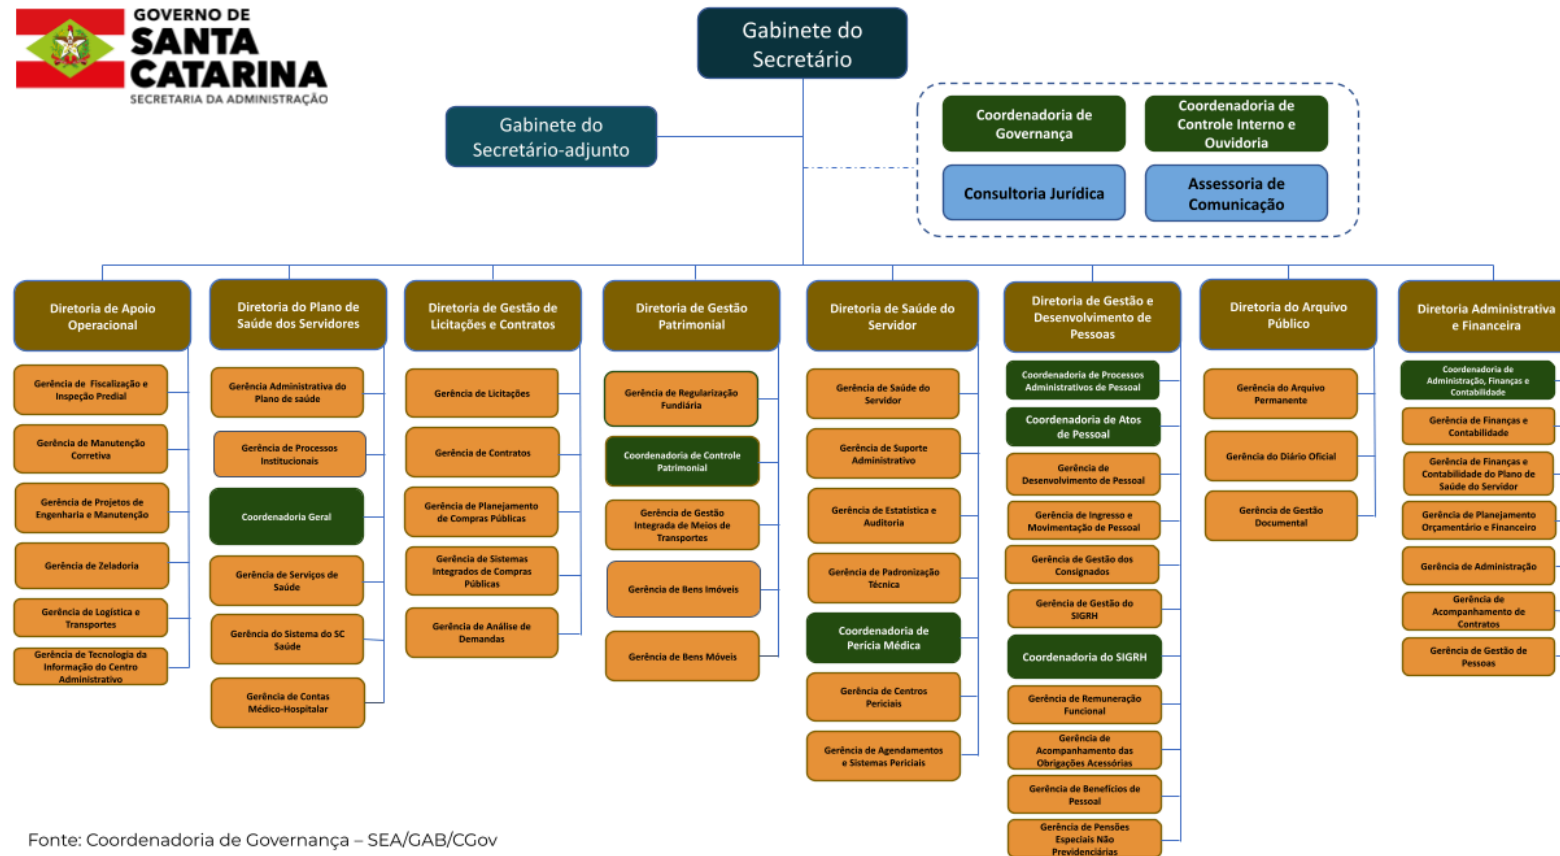 GOVERNO DE
SANTA
CATARINA
SECRETARIA DA ADMINISTRAÇÃO
Gabinete do
Secretário
Gabinete do
Secretário-adjunto
Coordenadoria de
Governança
Coordenadoria de
Controle Interno e
Ouvidoria
Consultoria Jurídica
Assessoria de
Comunicação
Diretoria de Apoio
Operacional
Gerência de Fiscalização e
Inspeção Predial
Gerência de Manutenção
Corretiva
Gerência de Projetos de
Engenharia e Manutenção
Gerência de Zeladoria
Gerência de Logística e
Transportes
Gerência de Tecnologia da
Informação do Centro
Administrativo
Diretoria do Plano de
Saúde dos Servidores
Gerência Administrativa do
Plano de saúde
Gerência de Processos
Institucionais
Coordenadoria Geral
Gerência de Serviços de
Saúde
Gerência do Sistema do SC
Saúde
Gerência de Contas
Médico-Hospitalar
Diretoria de Gestão de
Licitações e Contratos
Gerência de Licitações
Gerência de Contratos
Gerência de Planejamento
de Compras Públicas
Gerência de Sistemas
Integrados de Compras
Públicas
Gerência de Análise de
Demandas
Diretoria de Gestão
Patrimonial
Gerência de Regularização
Fundiária
Coordenadoria de Controle
Patrimonial
Gerência de Gestão
Integrada de Meios de
Transportes
Gerência de Bens Imóveis
Gerência de Bens Móveis
Diretoria de Saúde do
Servidor
Gerência de Saúde do
Servidor
Gerência de Suporte
Administrativo
Gerência de Estatística e
Auditoria
Gerência de Padronização
Técnica
Coordenadoria de
Perícia Médica
Gerência de Centros
Periciais
Gerência de Agendamentos
e Sistemas Periciais
Diretoria de Gestão e
Desenvolvimento de
Pessoas
Coordenadoria de Processos
Administrativos de Pessoal
Coordenadoria de Atos
de Pessoal
Gerência de
Desenvolvimento de Pessoal
Gerência de Ingresso e
Movimentação de Pessoal
Gerência de Gestão dos
Consignados
Gerência de Gestão do
SIGRH
Coordenadoria do SIGRH
Gerência de Remuneração
Funcional
Gerência de
Acompanhamento das
Obrigações Acessórias
Gerência de Benefícios de
Pessoal
Gerência de Pensões
Especiais Não
Previdenciárias
Diretoria do Arquivo
Público
Gerência do Arquivo
Permanente
Gerência do Diário Oficial
Gerência de Gestão
Documental
Diretoria Administrativa
e Financeira
Coordenadoria de
Administração, Finanças e
Contabilidade
Gerência de Finanças e
Contabilidade
Gerência de Finanças e
Contabilidade do Plano de
Saúde do Servidor
Gerência de Planejamento
Orçamentário e Financeiro
Gerência de Administração
Gerência de
Acompanhamento de
Contratos
Gerência de Gestão de
Pessoas
Fonte: Coordenadoria de Governança – SEA/GAB/CGov